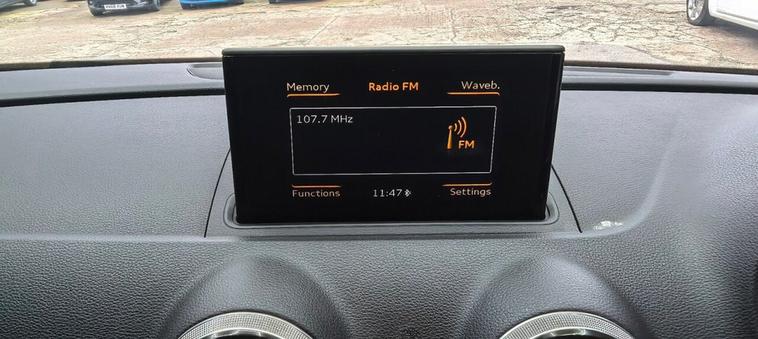 Memory Radio FM Waveb.
107.7 MHz
FM
Functions 11:47 Settings